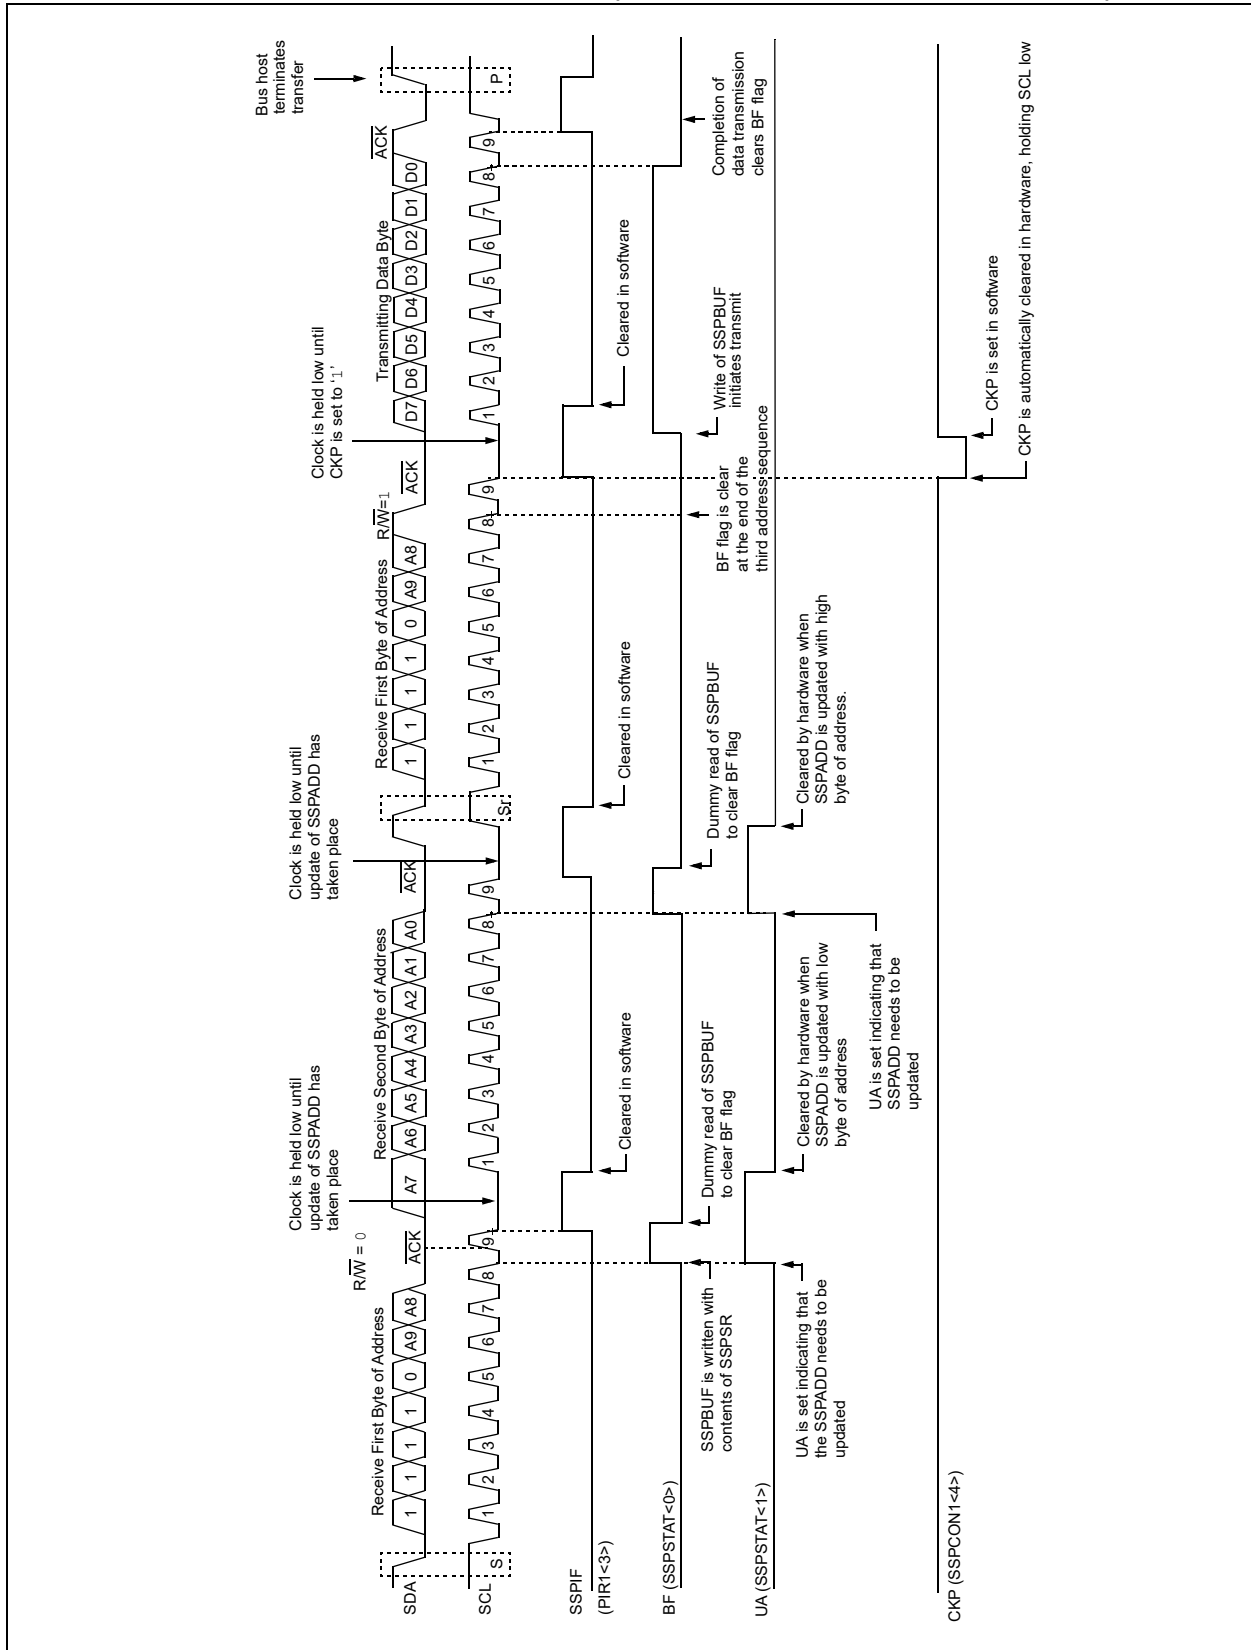 Bus host
terminates
transfer
Clock is held low until
CKP is set to ‘1’
Clock is held low until
update of SSPADD has
taken place
Clock is held low until
update of SSPADD has
taken place
R/W = 0
Receive First Byte of Address
ACK
Receive Second Byte of Address
ACK
Receive First Byte of Address
R/W=1
ACK
Transmitting Data Byte
ACK
SDA
1 1 1 1 0 A9 A8
A7 A6 A5 A4 A3 A2 A1 A0
1 1 1 1 0 A9 A8
D7 D6 D5 D4 D3 D2 D1 D0
SCL
S
1 2 3 4 5 6 7 8 9
1 2 3 4 5 6 7 8 9
Sr
1 2 3 4 5 6 7 8 9
1 2 3 4 5 6 7 8 9
P
SSPIF
(PIR1<3>)
Cleared in software
Cleared in software
Cleared in software
BF (SSPSTAT<0>)
SSPBUF is written with
contents of SSPSR
Dummy read of SSPBUF
to clear BF flag
Dummy read of SSPBUF
to clear BF flag
BF flag is clear
at the end of the
third address sequence
Write of SSPBUF
initiates transmit
Completion of
data transmission
clears BF flag
UA (SSPSTAT<1>)
UA is set indicating that
the SSPADD needs to be
updated
Cleared by hardware when
SSPADD is updated with low
byte of address
UA is set indicating that
SSPADD needs to be
updated
Cleared by hardware when
SSPADD is updated with high
byte of address.
CKP (SSPCON1<4>)
CKP is set in software
CKP is automatically cleared in hardware, holding SCL low